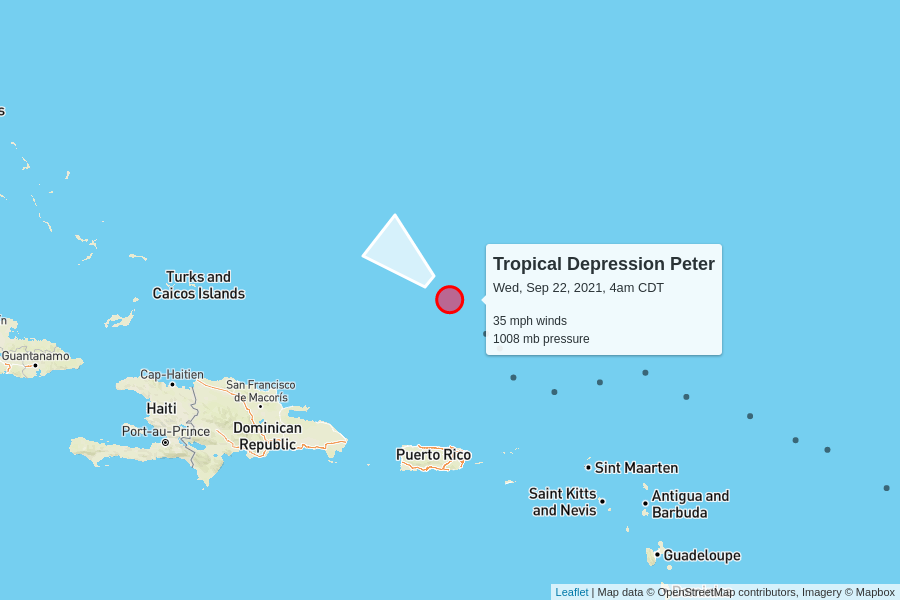 s
Turks and
Caicos Islands
Tropical Depression Peter
Wed, Sep 22, 2021, 4am CDT
35 mph winds
1008 mb pressure
n
Guantanamo
Cap-Haitien
San Francisco
de Macorís
Haiti
Port-au-Prince
Dominican
Republic
Puerto Rico
Sint Maarten
Saint Kitts
and Nevis
Antigua and
Barbuda
Guadeloupe
Leaflet | Map data © OpenStreetMap contributors, Imagery © Mapbox